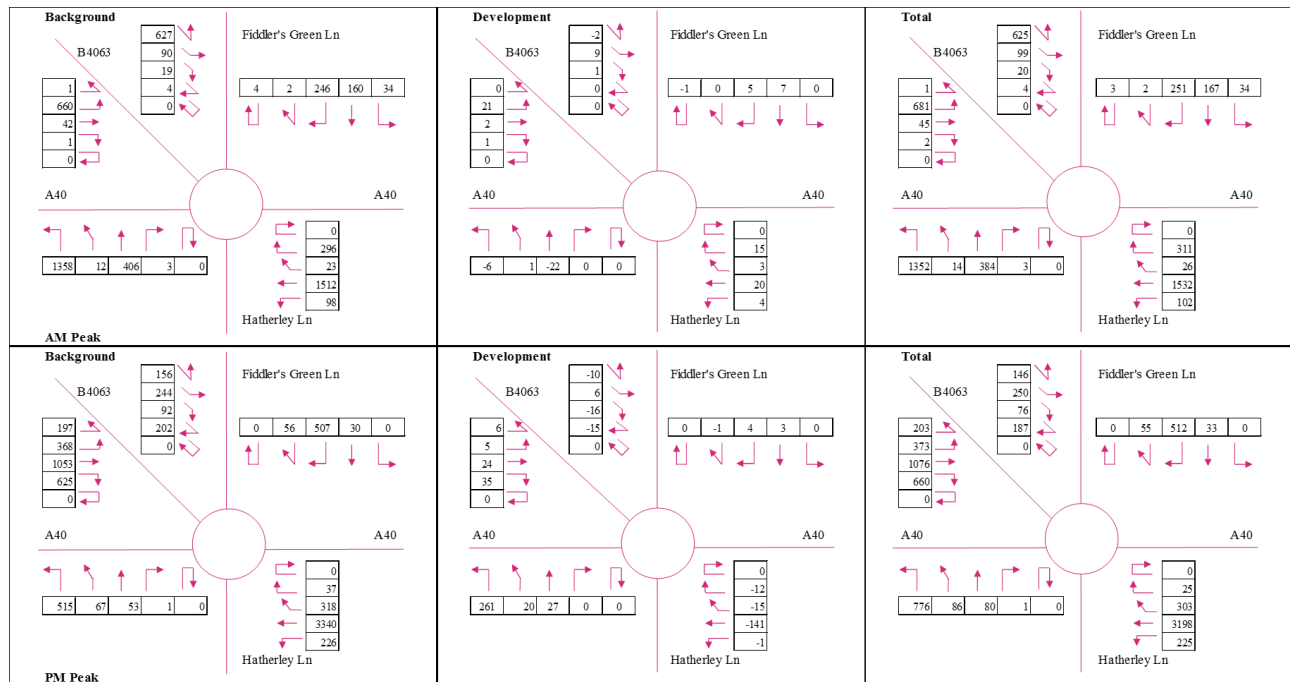 Background
B4063
Fiddler's Green Ln
627
90
19
4
0
1
660
42
1
0
4 2 246 160 34
A40
A40
1358 12 406 3 0
0
296
23
1512
98
Hatherley Ln
AM Peak
Development
B4063
Fiddler's Green Ln
-2
9
1
0
0
0
21
2
1
0
-1 0 5 7 0
A40
A40
-6 1 -22 0 0
0
15
3
20
4
Hatherley Ln
Total
B4063
Fiddler's Green Ln
625
99
20
4
0
1
681
45
2
0
3 2 251 167 34
A40
A40
1352 14 384 3 0
0
311
26
1532
102
Hatherley Ln
Background
B4063
Fiddler's Green Ln
156
244
92
202
0
197
368
1053
625
0
0 56 507 30 0
A40
A40
515 67 53 1 0
0
37
318
3340
226
Hatherley Ln
PM Peak
Development
B4063
Fiddler's Green Ln
-10
6
-16
-15
0
6
5
24
35
0
0 -1 4 3 0
A40
A40
261 20 27 0 0
0
-12
-15
-141
-1
Hatherley Ln
Total
B4063
Fiddler's Green Ln
146
250
76
187
0
203
373
1076
660
0
0 55 512 33 0
A40
A40
776 86 80 1 0
0
25
303
3198
225
Hatherley Ln